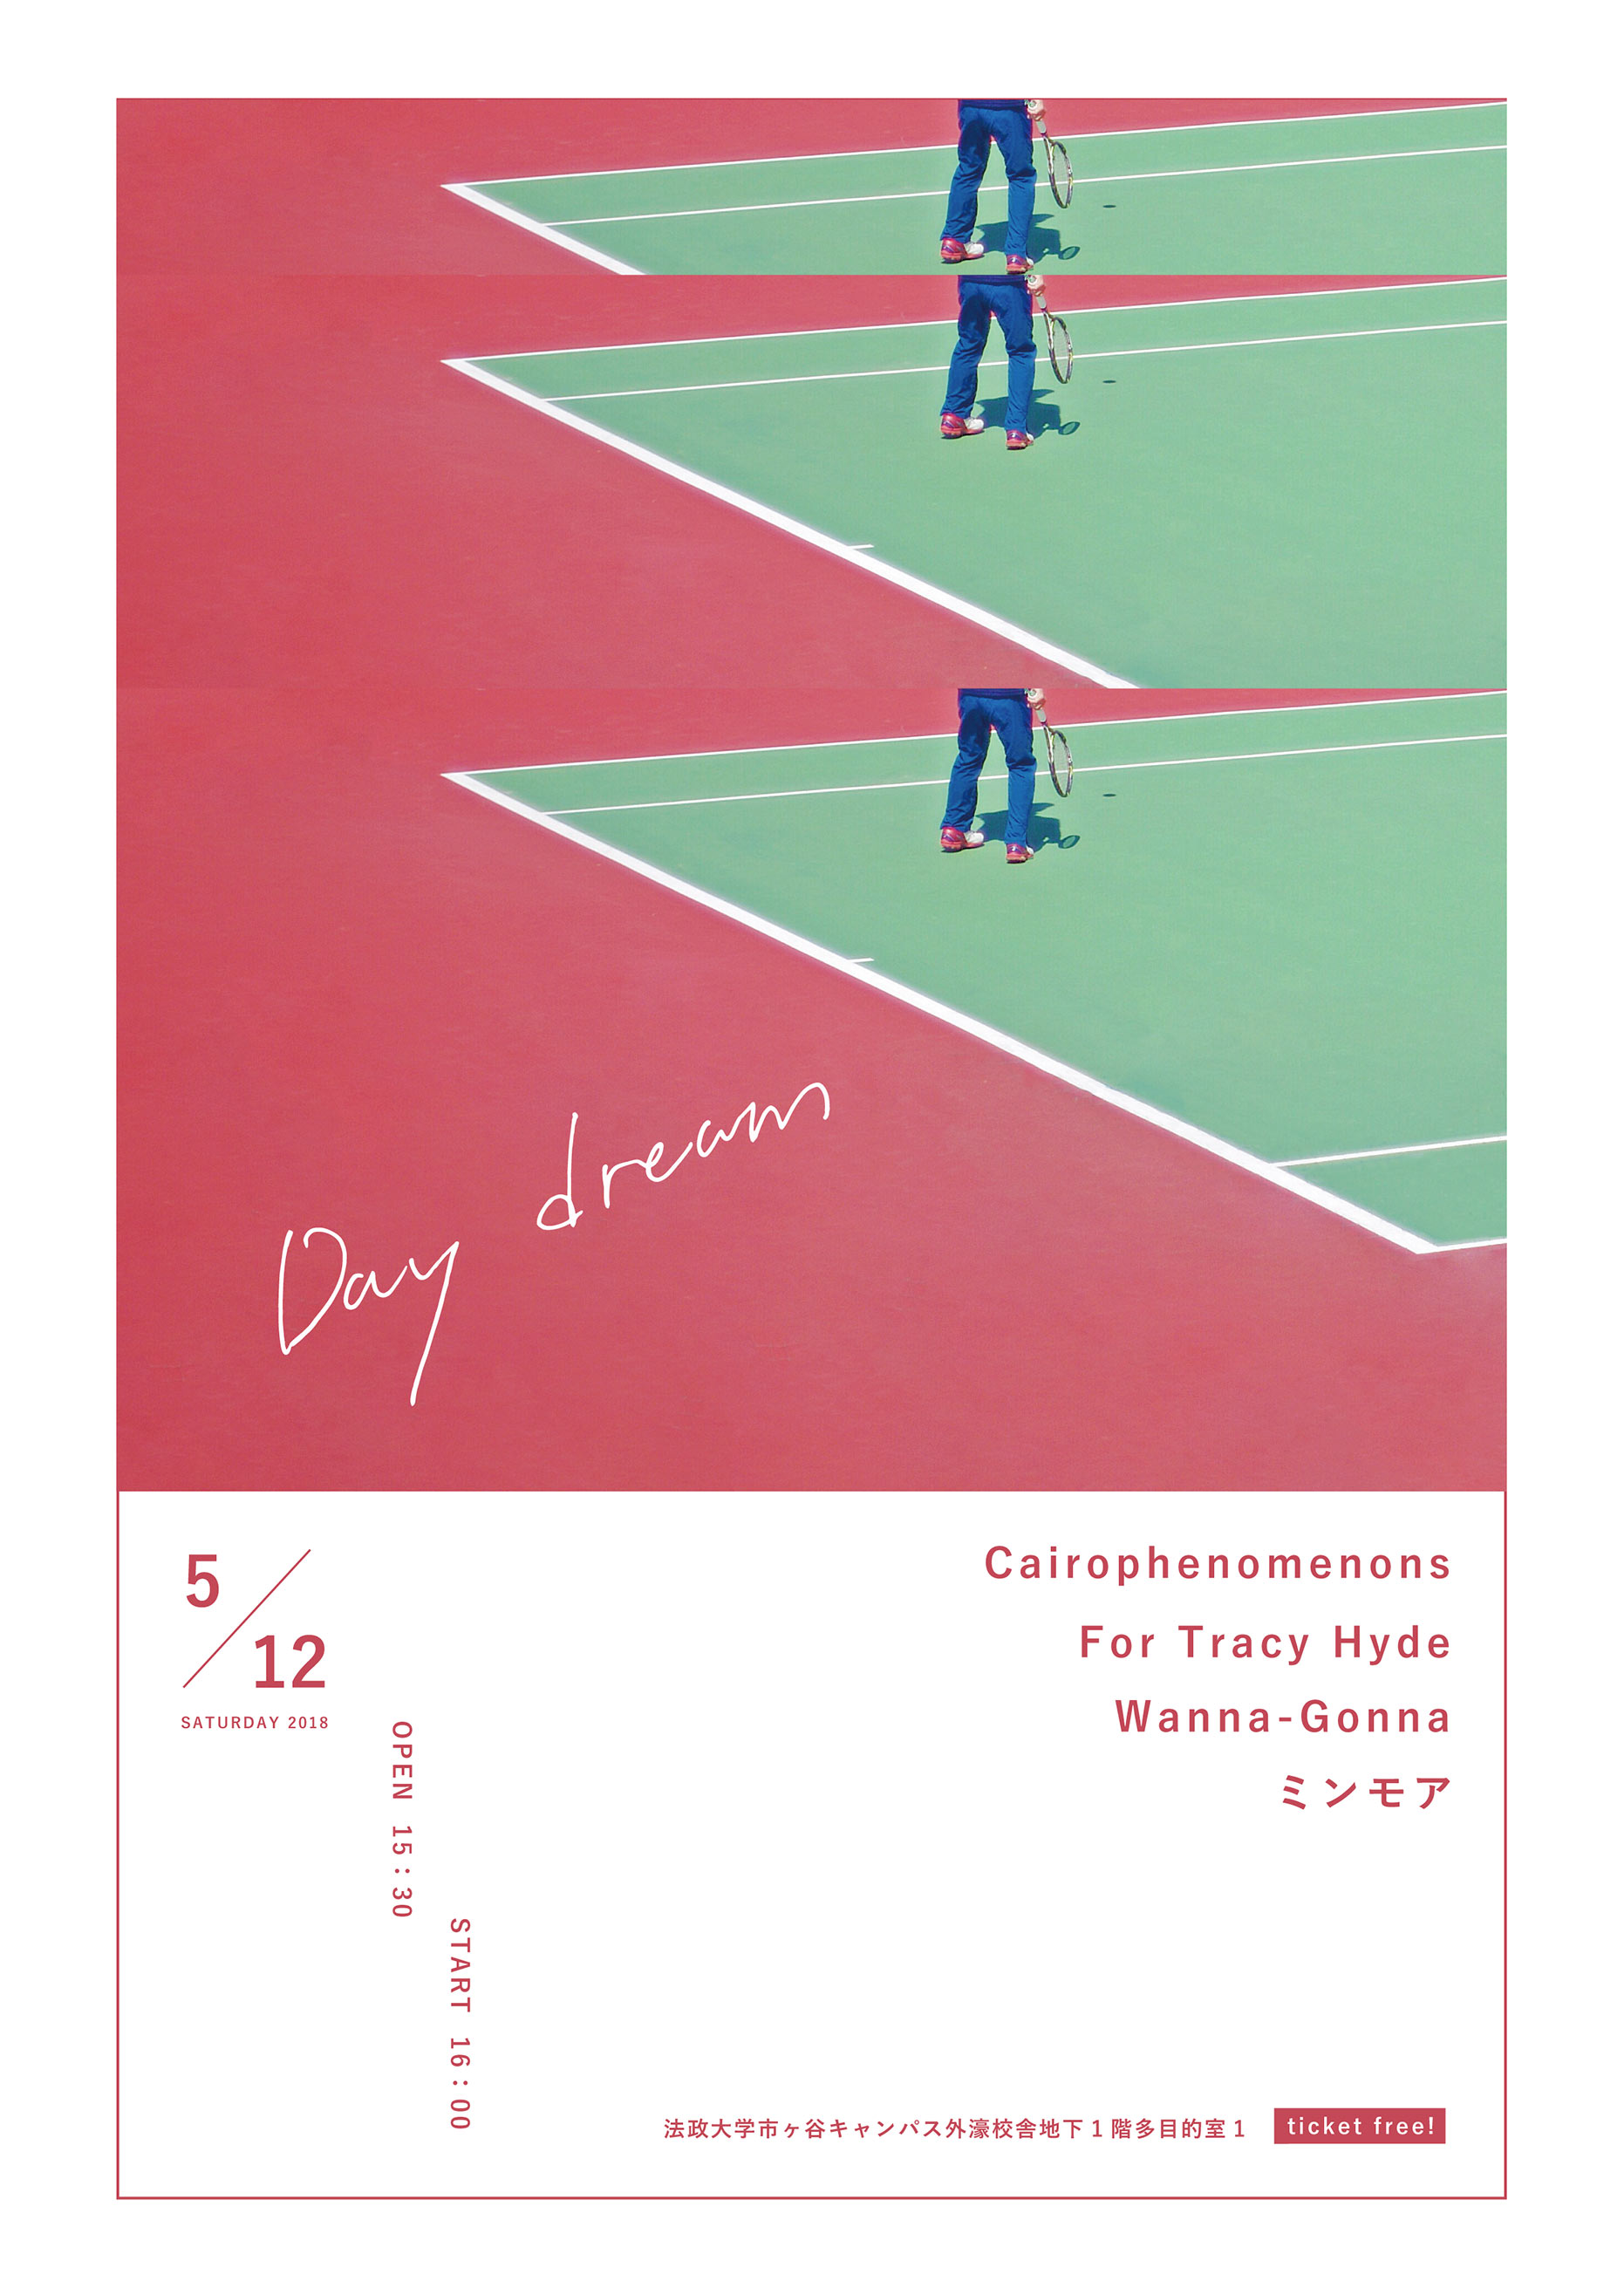 Day dream
5/12
SATURDAY 2018
OPEN 15:30
START 16:00
Cairophenomenons
For Tracy Hyde
Wanna-Gonna
ミンモア
法政大学市ヶ谷キャンパス外濠校舎地下1階多目的室1
ticket free!